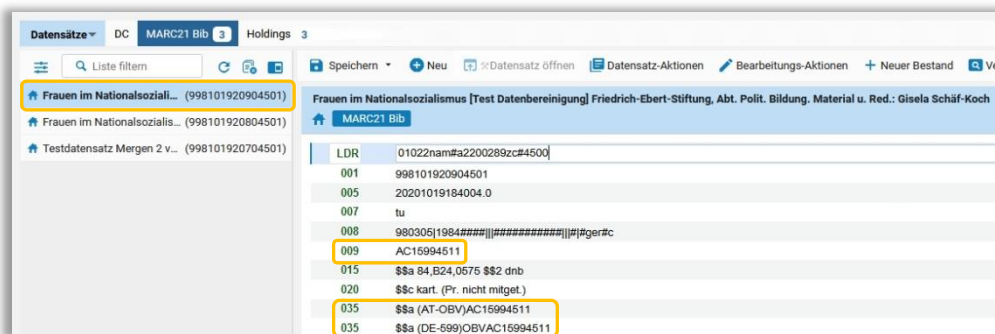 Datensätze DC MARC21 Bib 3 Holdings 3
Liste filtern
Speichern Neu Datensatz öffnen Datensatz-Aktionen Bearbeitungs-Aktionen Neuer Bestand
Frauen im Nationalsoziali... (998101920904501)
Frauen im Nationalsozialis... (998101920804501)
Testdatensatz Mergen 2 v... (998101920704501)
Frauen im Nationalsozialismus [Test Datenbereinigung] Friedrich-Ebert-Stiftung, Abt. Polit. Bildung. Material u. Red.: Gisela Schäf-Koch
MARC21 Bib
LDR 01022nam#a2200289zc#4500
001 998101920904501
005 20201019184004.0
007 tu
008 980305|1984####|||###########|||#|#ger#c
009 AC15994511
015 $$a 84,B24,0575 $$2 dnb
020 $$c kart. (Pr. nicht mitget.)
035 $$a (AT-OBV)AC15994511
035 $$a (DE-599)OBVAC15994511